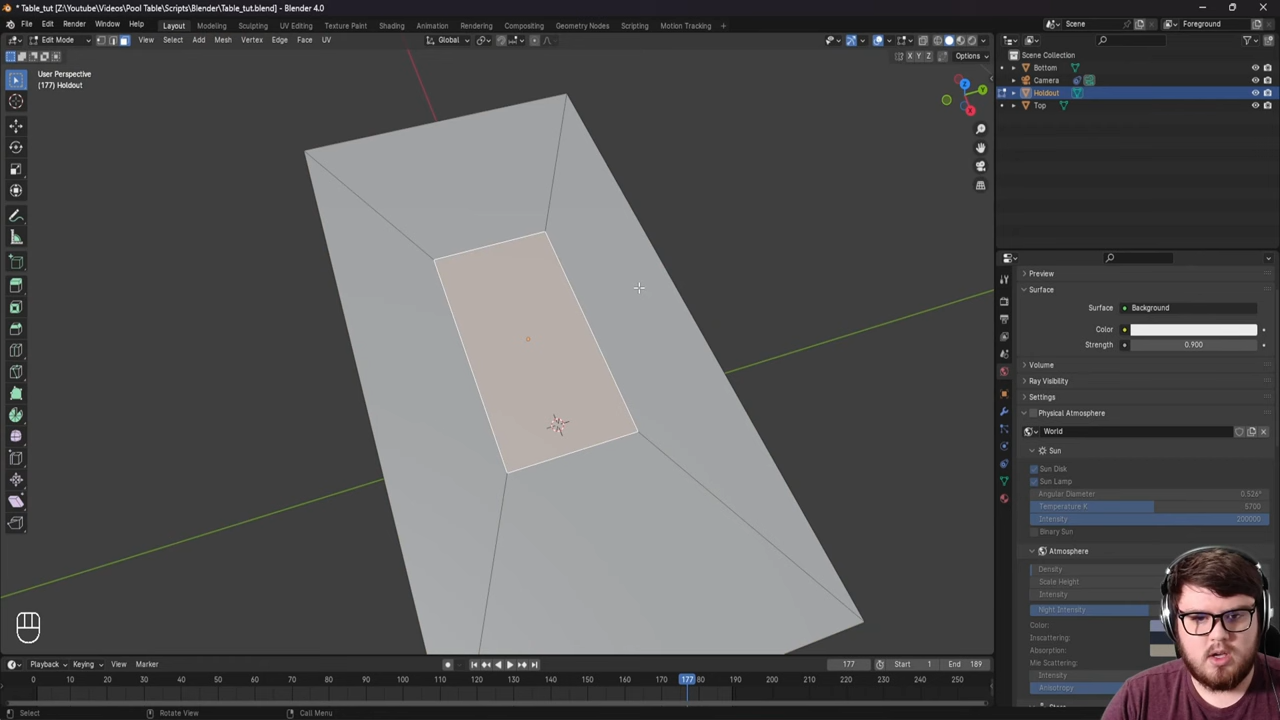 * Table_tut [Z:\Youtube\Videos\Pool Table\Scripts\Blender\Table_tut.blend] - Blender 4.0
File Edit Render Window Help Layout Modeling Sculpting UV Editing Texture Paint Shading Animation Rendering Compositing Geometry Nodes Scripting Motion Tracking Scene Foreground
Edit Mode View Select Add Mesh Vertex Edge Face UV Global
X Y Z Options
User Perspective
(177) Holdout
Scene Collection
Bottom
Camera
Holdout
Top
Z
Y
X
Preview
Surface
Surface Background
Color
Strength 0.900
Volume
Ray Visibility
Settings
Physical Atmosphere
World
Sun
Sun Disk
Sun Lamp
Angular Diameter 0.526°
Temperature K 5700
Intensity 200000
Binary Sun
Atmosphere
Density
Scale Height
Intensity
Night Intensity
Color:
Inscattering:
Absorption:
Mie Scattering:
Intensity
Anisotropy
Playback Keying View Marker 177 Start 1 End 189
0 10 20 30 40 50 60 70 80 90 100 110 120 130 140 150 160 170 177 80 190 200 210 220 230 240 250
Select Rotate View Call Menu